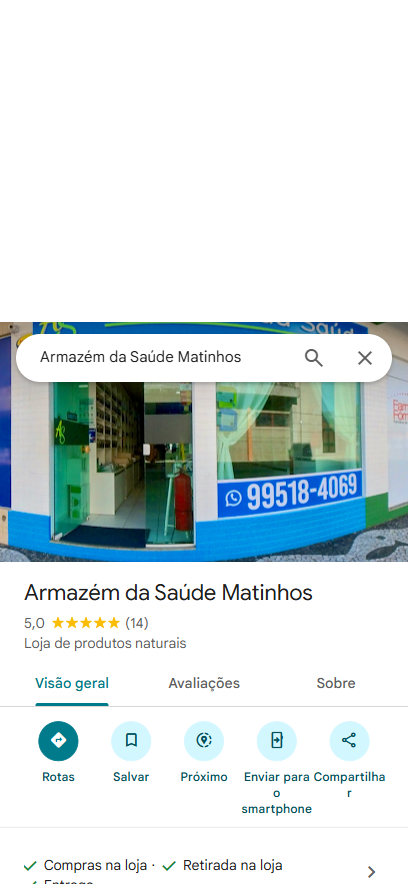 Armazém da Saúde Matinhos
99518-4069
Armazém da Saúde Matinhos
5,0 (14)
Loja de produtos naturais
Visão geral Avaliações Sobre
Rotas Salvar Próximo Enviar para o smartphone Compartilhar
Compras na loja · Retirada na loja
Entrega